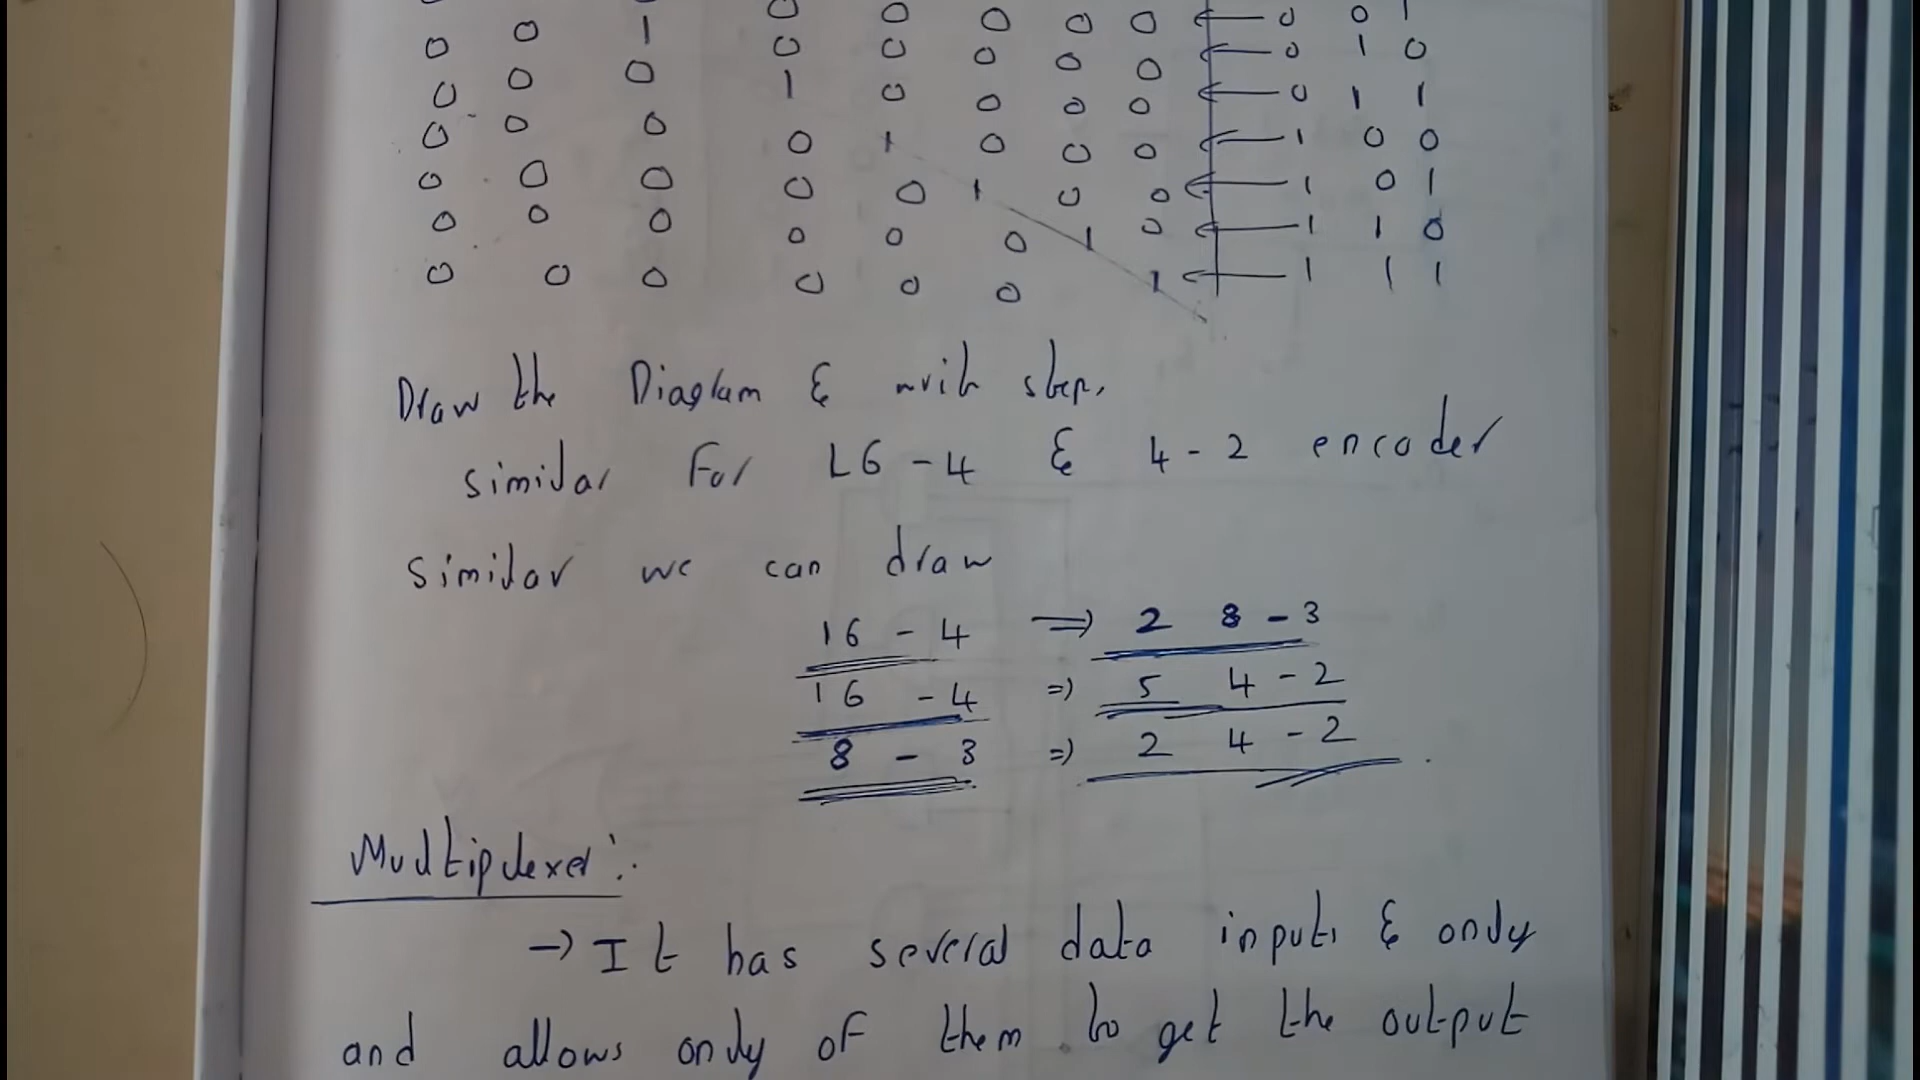 0 0 0 0 0 ← 0 0 1
0 0 1 0 0 0 0 0 ← 0 1 0
0 0 0 1 0 0 0 0 ← 0 1 1
0 0 0 0 1 0 0 0 ← 1 0 0
0 0 0 0 0 1 0 0 ← 1 0 1
0 0 0 0 0 0 1 0 ← 1 1 0
0 0 0 0 0 0 1 ← 1 1 1
Draw the Diagram & step.
similar For 16 - 4 & 4 - 2 encoder
Similar we can draw
16 - 4 => 2 8 - 3
16 - 4 => 5 4 - 2
8 - 3 => 2 4 - 2
Multiplexer:
→ It has several data inputs & only
and allows only of them to get the output